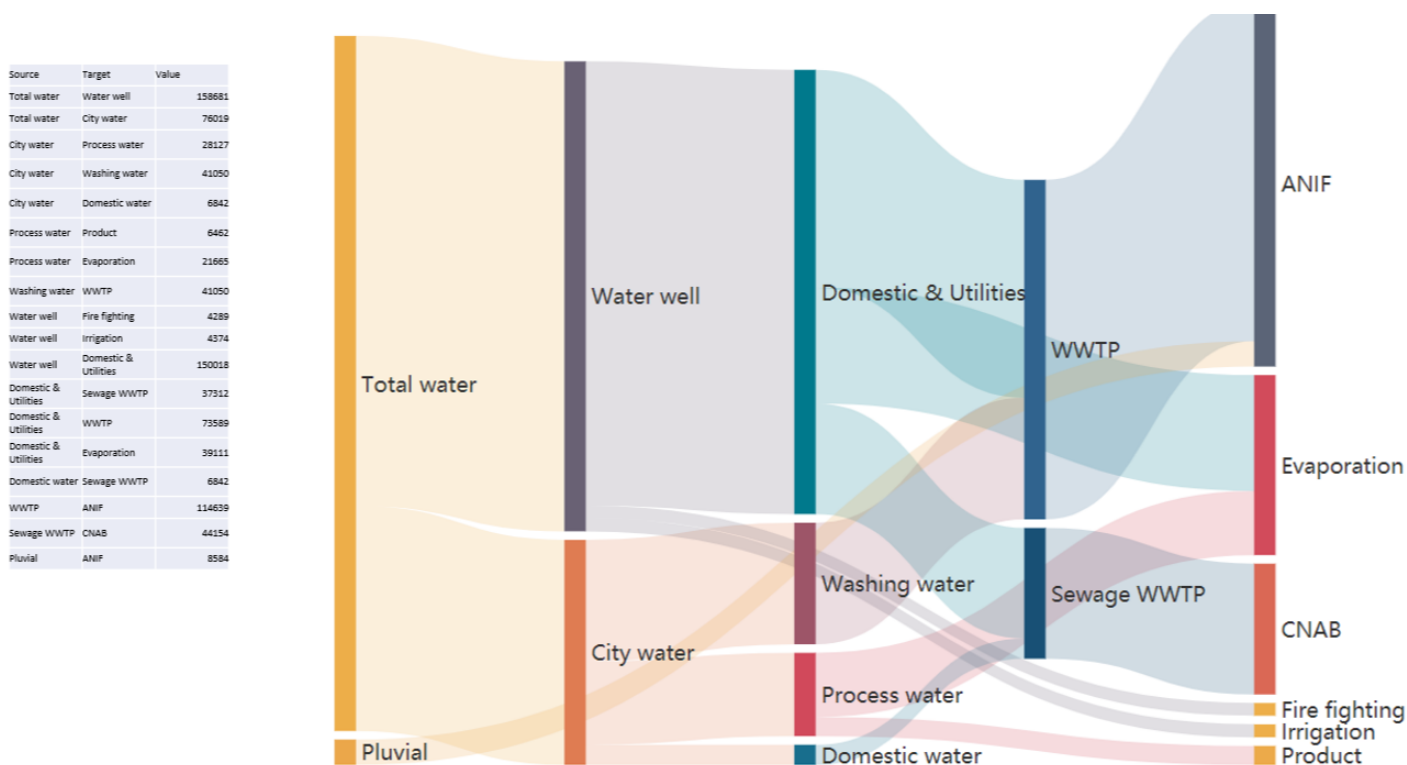 Source Target Value
Total water Water well 158681
Total water City water 76019
City water Process water 28127
City water Washing water 41050
City water Domestic water 6842
Process water Product 6462
Process water Evaporation 21665
Washing water WWTP 41050
Water well Fire fighting 4289
Water well Irrigation 4374
Water well Domestic & Utilities 150018
Domestic & Utilities Sewage WWTP 37312
Domestic & Utilities WWTP 73589
Domestic & Utilities Evaporation 39111
Domestic water Sewage WWTP 6842
WWTP ANIF 114639
Sewage WWTP CNAB 44154
Pluvial ANIF 8584
Total water
Pluvial
Water well
City water
Domestic & Utilities
Washing water
Process water
Domestic water
WWTP
Sewage WWTP
ANIF
Evaporation
CNAB
Fire fighting
Irrigation
Product